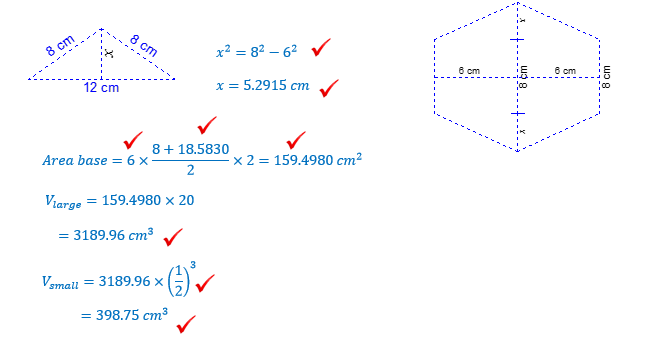 8 cm
8 cm
x
12 cm
x² = 8² − 6² ✓
x = 5.2915 cm ✓
x
6 cm
8 cm
6 cm
8 cm
x
Area base = 6 × (8 + 18.5830)/2 × 2 = 159.4980 cm²
V_large = 159.4980 × 20
= 3189.96 cm³ ✓
V_small = 3189.96 × (1/2)³ ✓
= 398.75 cm³ ✓